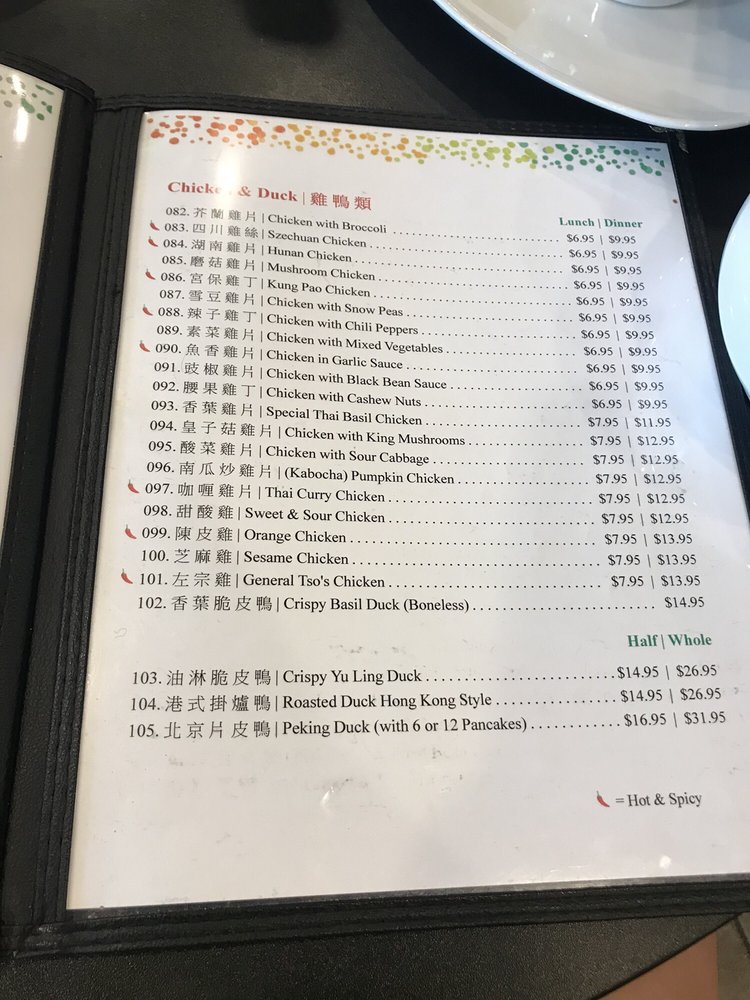 Chicken & Duck | 雞鴨類
Lunch | Dinner
082. 芥蘭雞片 | Chicken with Broccoli ........................ $6.95 | $9.95
083. 四川雞絲 | Szechuan Chicken ........................ $6.95 | $9.95
084. 湖南雞片 | Hunan Chicken ........................ $6.95 | $9.95
085. 磨菇雞片 | Mushroom Chicken ........................ $6.95 | $9.95
086. 宮保雞丁 | Kung Pao Chicken ........................ $6.95 | $9.95
087. 雪豆雞片 | Chicken with Snow Peas ........................ $6.95 | $9.95
088. 辣子雞丁 | Chicken with Chili Peppers ........................ $6.95 | $9.95
089. 素菜雞片 | Chicken with Mixed Vegetables ........................ $6.95 | $9.95
090. 魚香雞片 | Chicken in Garlic Sauce ........................ $6.95 | $9.95
091. 豉椒雞片 | Chicken with Black Bean Sauce ........................ $6.95 | $9.95
092. 腰果雞丁 | Chicken with Cashew Nuts ........................ $6.95 | $9.95
093. 香葉雞片 | Special Thai Basil Chicken ........................ $7.95 | $11.95
094. 皇子菇雞片 | Chicken with King Mushrooms ........................ $7.95 | $12.95
095. 酸菜雞片 | Chicken with Sour Cabbage ........................ $7.95 | $12.95
096. 南瓜炒雞片 | (Kabocha) Pumpkin Chicken ........................ $7.95 | $12.95
097. 咖喱雞片 | Thai Curry Chicken ........................ $7.95 | $12.95
098. 甜酸雞 | Sweet & Sour Chicken ........................ $7.95 | $12.95
099. 陳皮雞 | Orange Chicken ........................ $7.95 | $13.95
100. 芝麻雞 | Sesame Chicken ........................ $7.95 | $13.95
101. 左宗雞 | General Tso's Chicken ........................ $7.95 | $13.95
102. 香葉脆皮鴨 | Crispy Basil Duck (Boneless) ........................ $14.95
Half | Whole
103. 油淋脆皮鴨 | Crispy Yu Ling Duck ........................ $14.95 | $26.95
104. 港式掛爐鴨 | Roasted Duck Hong Kong Style ........................ $14.95 | $26.95
105. 北京片皮鴨 | Peking Duck (with 6 or 12 Pancakes) ............ $16.95 | $31.95
= Hot & Spicy